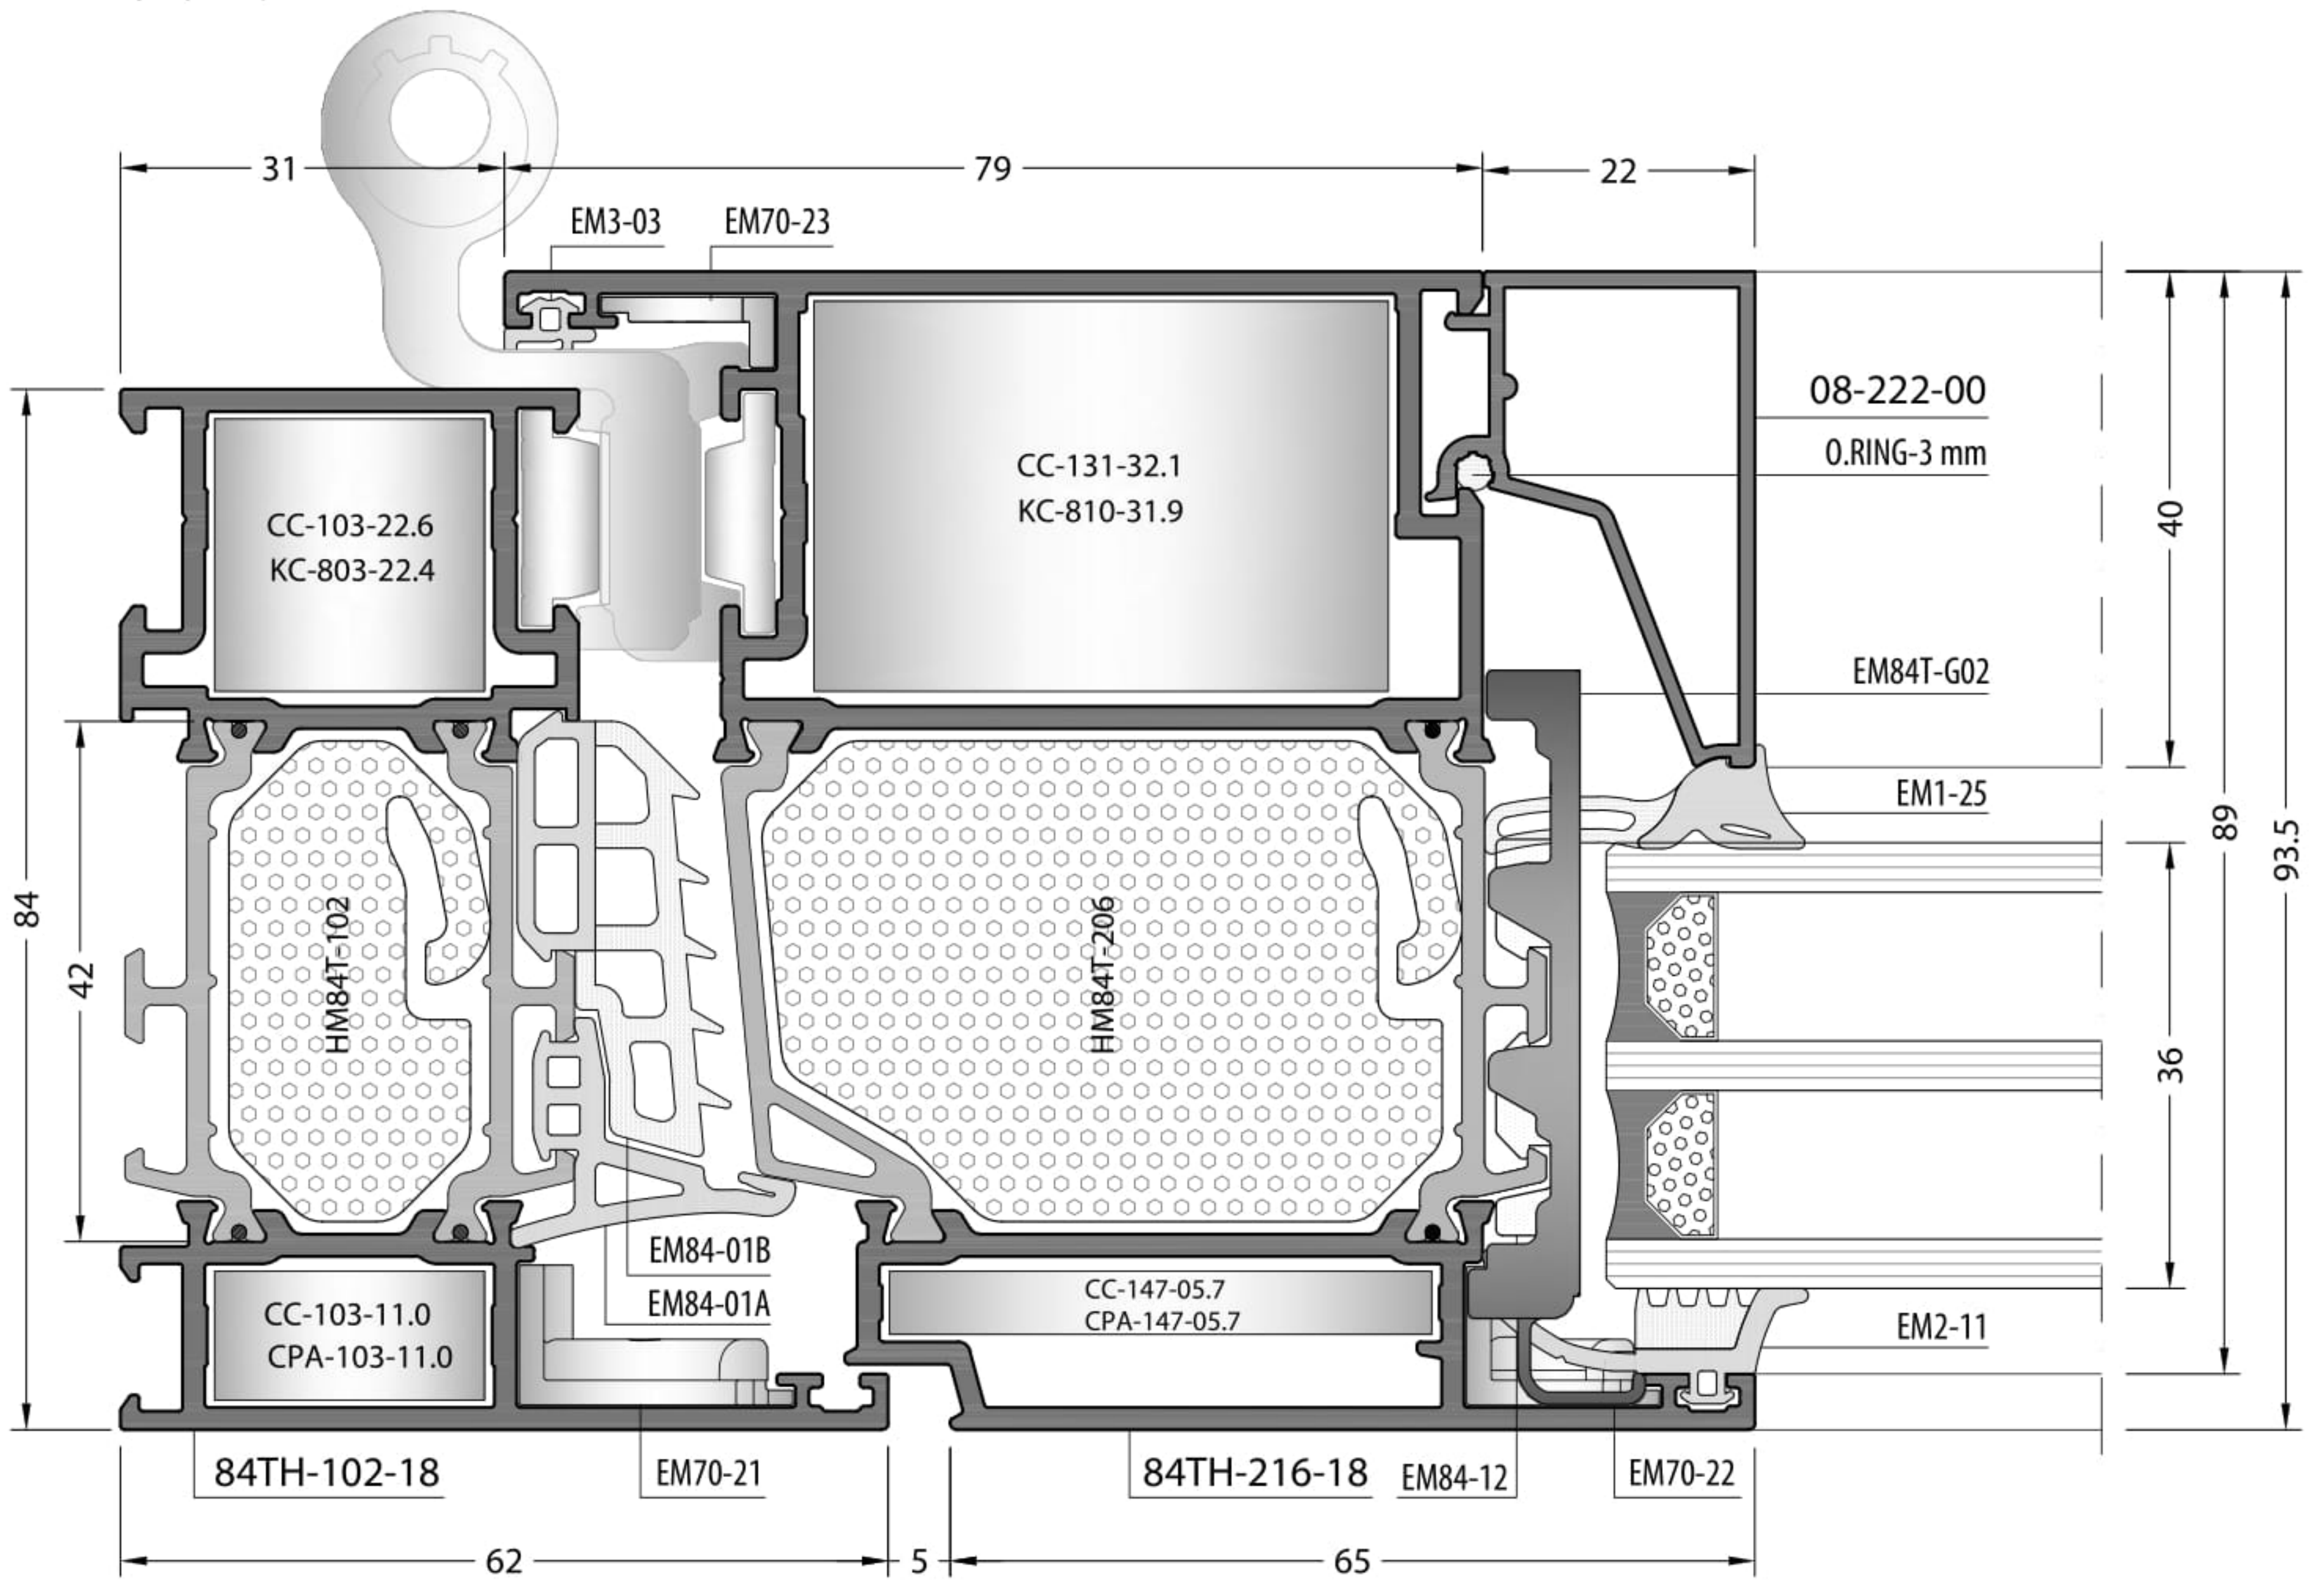 31
79
22
EM3-03
EM70-23
08-222-00
O.RING-3 mm
CC-131-32.1
KC-810-31.9
CC-103-22.6
KC-803-22.4
40
EM84T-G02
EM1-25
89
93.5
84
42
HM84T-102
HM84T-206
36
EM84-01B
EM84-01A
CC-147-05.7
CPA-147-05.7
CC-103-11.0
CPA-103-11.0
EM2-11
84TH-102-18
EM70-21
84TH-216-18
EM84-12
EM70-22
62
5
65